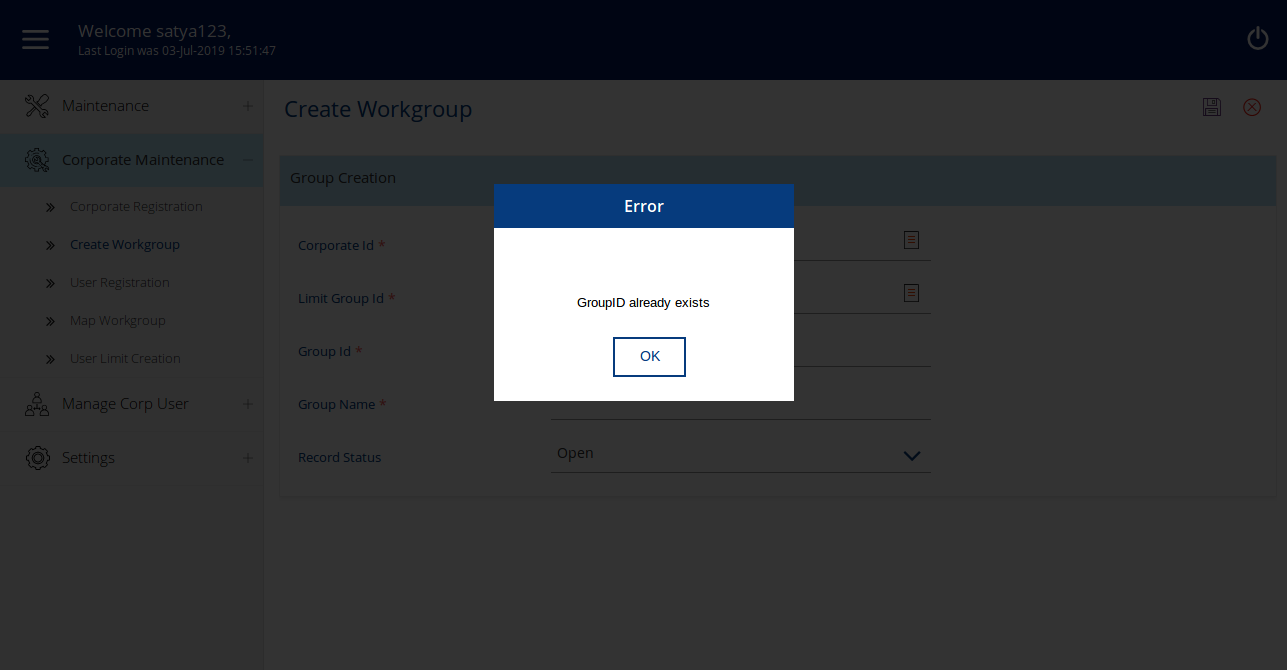 Welcome satya123,
Last Login was 03-Jul-2019 15:51:47
Maintenance
Corporate Maintenance
Corporate Registration
Create Workgroup
User Registration
Map Workgroup
User Limit Creation
Manage Corp User
Settings
Create Workgroup
Group Creation
Corporate Id *
Limit Group Id *
Group Id *
Group Name *
Record Status
Open
Error
GroupID already exists
OK